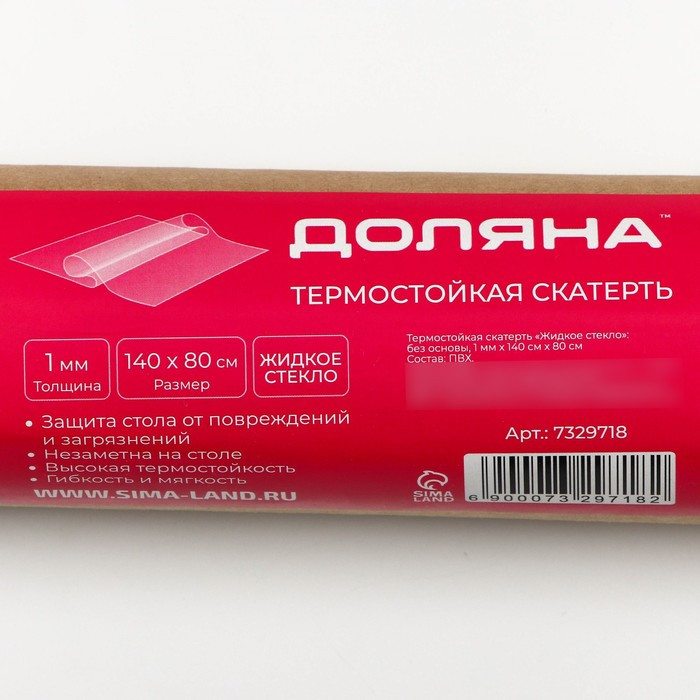 ДОЛЯНА™
ТЕРМОСТОЙКАЯ СКАТЕРТЬ
1 мм
Толщина
140 х 80 см
Размер
ЖИДКОЕ
СТЕКЛО
Термостойкая скатерть «Жидкое стекло»:
без основы, 1 мм х 140 см х 80 см
Состав: ПВХ.
• Защита стола от повреждений
и загрязнений
• Незаметна на столе
• Высокая термостойкость
• Гибкость и мягкость
WWW.SIMA-LAND.RU
Арт.: 7329718
SIMA
LAND
6 900073 297182